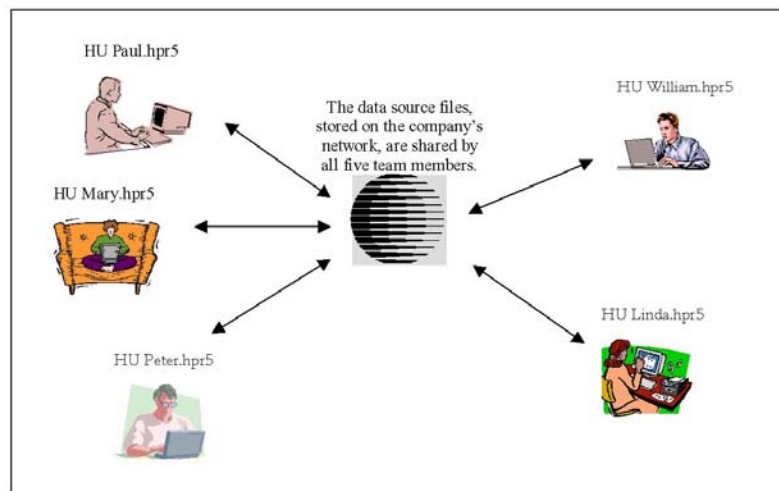 HU Paul.hpr5
The data source files,
stored on the company's
network, are shared by
all five team members.
HU William.hpr5
HU Mary.hpr5
HU Linda.hpr5
HU Peter.hpr5